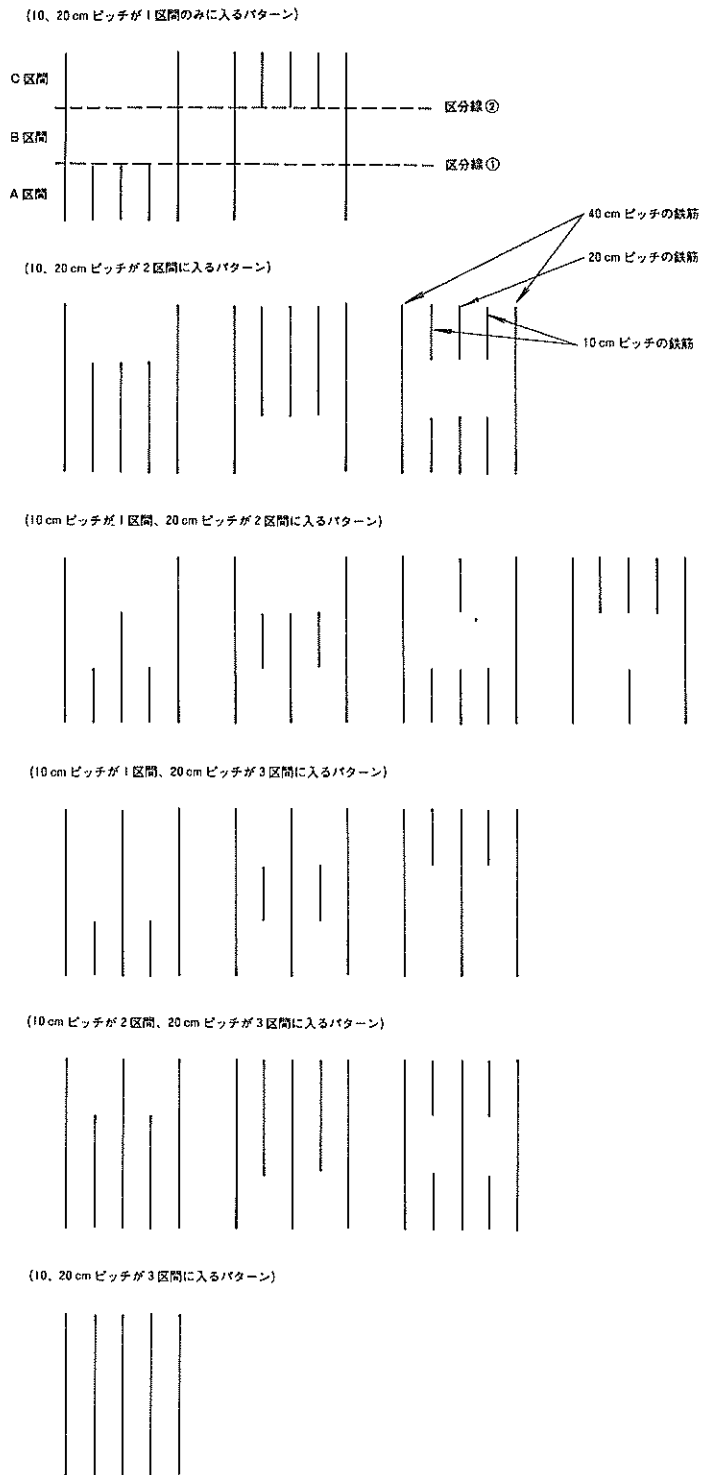 (10、20 cm ピッチが1区間のみに入るパターン)
C 区間
区分線②
B 区間
区分線①
A 区間
40 cm ピッチの鉄筋
(10、20 cm ピッチが2区間に入るパターン)
20 cm ピッチの鉄筋
10 cm ピッチの鉄筋
(10 cm ピッチが1区間、20 cm ピッチが2区間に入るパターン)
(10 cm ピッチが1区間、20 cm ピッチが3区間に入るパターン)
(10 cm ピッチが2区間、20 cm ピッチが3区間に入るパターン)
(10、20 cm ピッチが3区間に入るパターン)